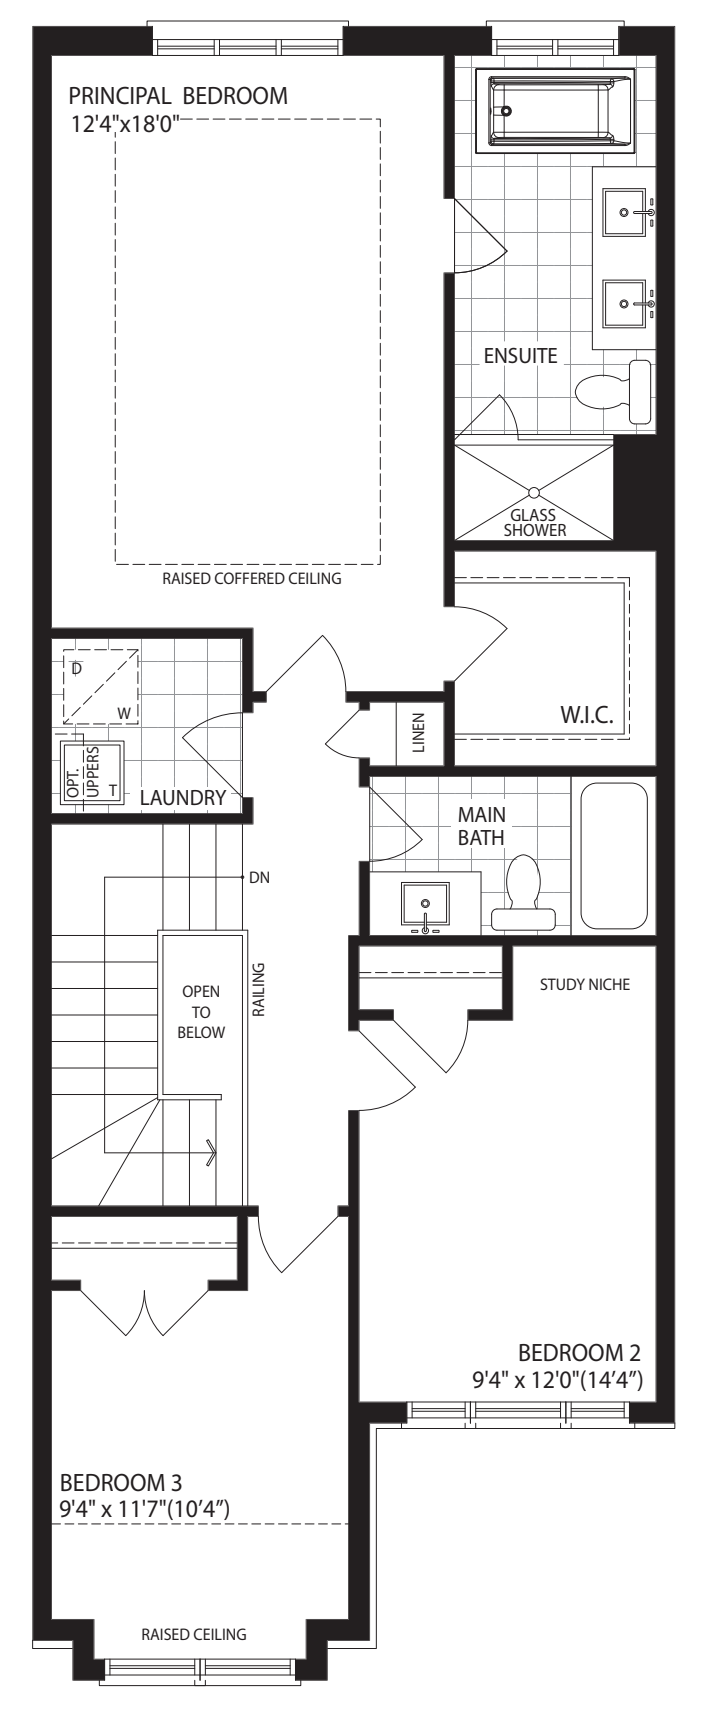 PRINCIPAL BEDROOM
12'4"x18'0"
ENSUITE
GLASS
SHOWER
RAISED COFFERED CEILING
D
W
OPT.
UPPERS
T
LAUNDRY
LINEN
W.I.C.
MAIN
BATH
DN
RAILING
OPEN
TO
BELOW
STUDY NICHE
BEDROOM 2
9'4" x 12'0"(14’4”)
BEDROOM 3
9'4" x 11'7"(10’4”)
RAISED CEILING